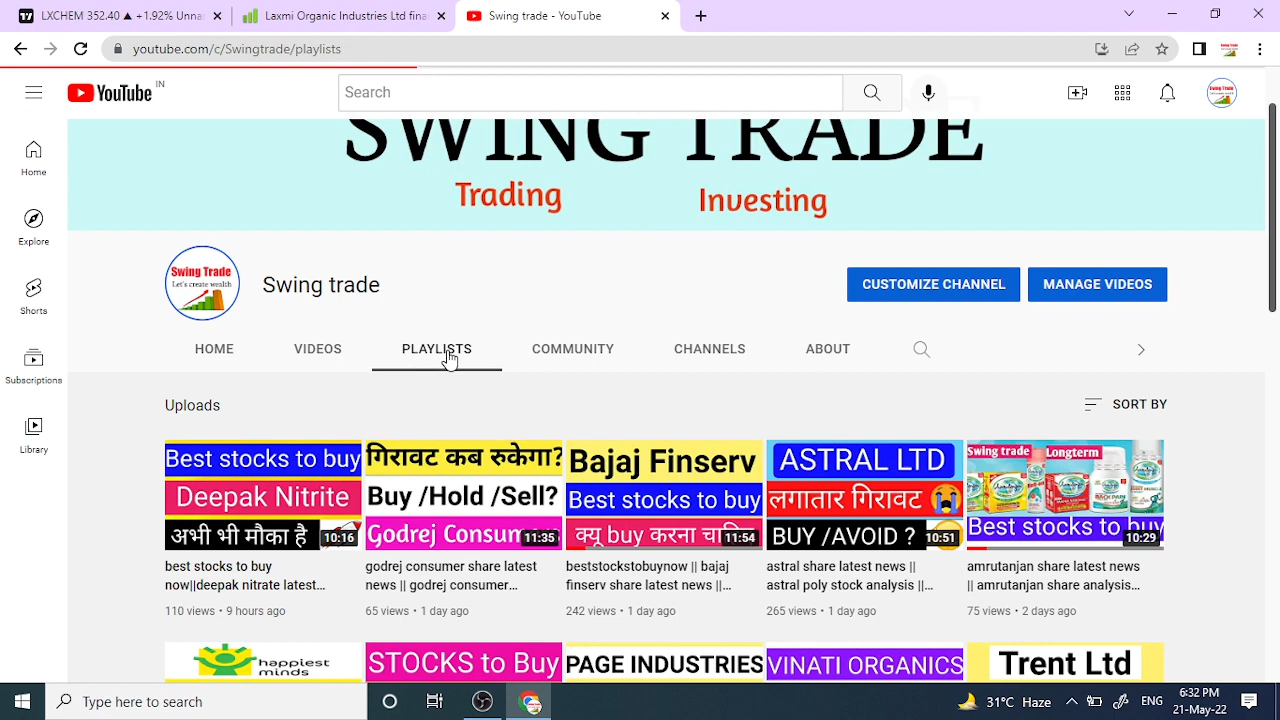 LXCHEM 352.40 ▲ +1.92%
Swing trade - YouTube
youtube.com/c/Swingtrade/playlists
YouTube IN
Search
SWING TRADE
Trading Investing
Home
Explore
Shorts
Subscriptions
Library
Swing Trade
Let's create wealth
Swing trade
CUSTOMIZE CHANNEL
MANAGE VIDEOS
HOME VIDEOS PLAYLISTS COMMUNITY CHANNELS ABOUT
Uploads
SORT BY
Best stocks to buy
Deepak Nitrite
अभी भी मौका है
10:16
best stocks to buy
now||deepak nitrate latest...
110 views • 9 hours ago
गिरावट कब रुकेगा?
Buy /Hold /Sell?
Godrej Consum
11:35
godrej consumer share latest
news || godrej consumer...
65 views • 1 day ago
Bajaj Finserv
Best stocks to buy
क्यू buy करना चाहि
11:54
beststockstobuynow || bajaj
finserv share latest news ||...
242 views • 1 day ago
ASTRAL LTD
लगातार गिरावट
BUY /AVOID ?
10:51
astral share latest news ||
astral poly stock analysis ||...
265 views • 1 day ago
Swing trade Longterm
Best stocks to buy
10:29
amrutanjan share latest news
|| amrutanjan share analysis...
75 views • 2 days ago
happiest
minds
STOCKS to Buy
PAGE INDUSTRIES
VINATI ORGANICS
Trent Ltd
Type here to search
31°C Haze
ENG
6:32 PM
21-May-22